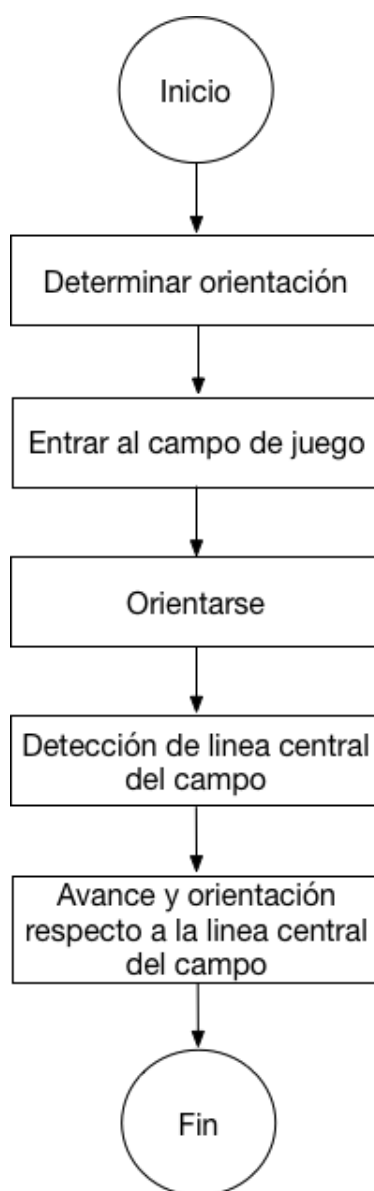 Inicio
Determinar orientación
Entrar al campo de juego
Orientarse
Detección de linea central
del campo
Avance y orientación
respecto a la linea central
del campo
Fin